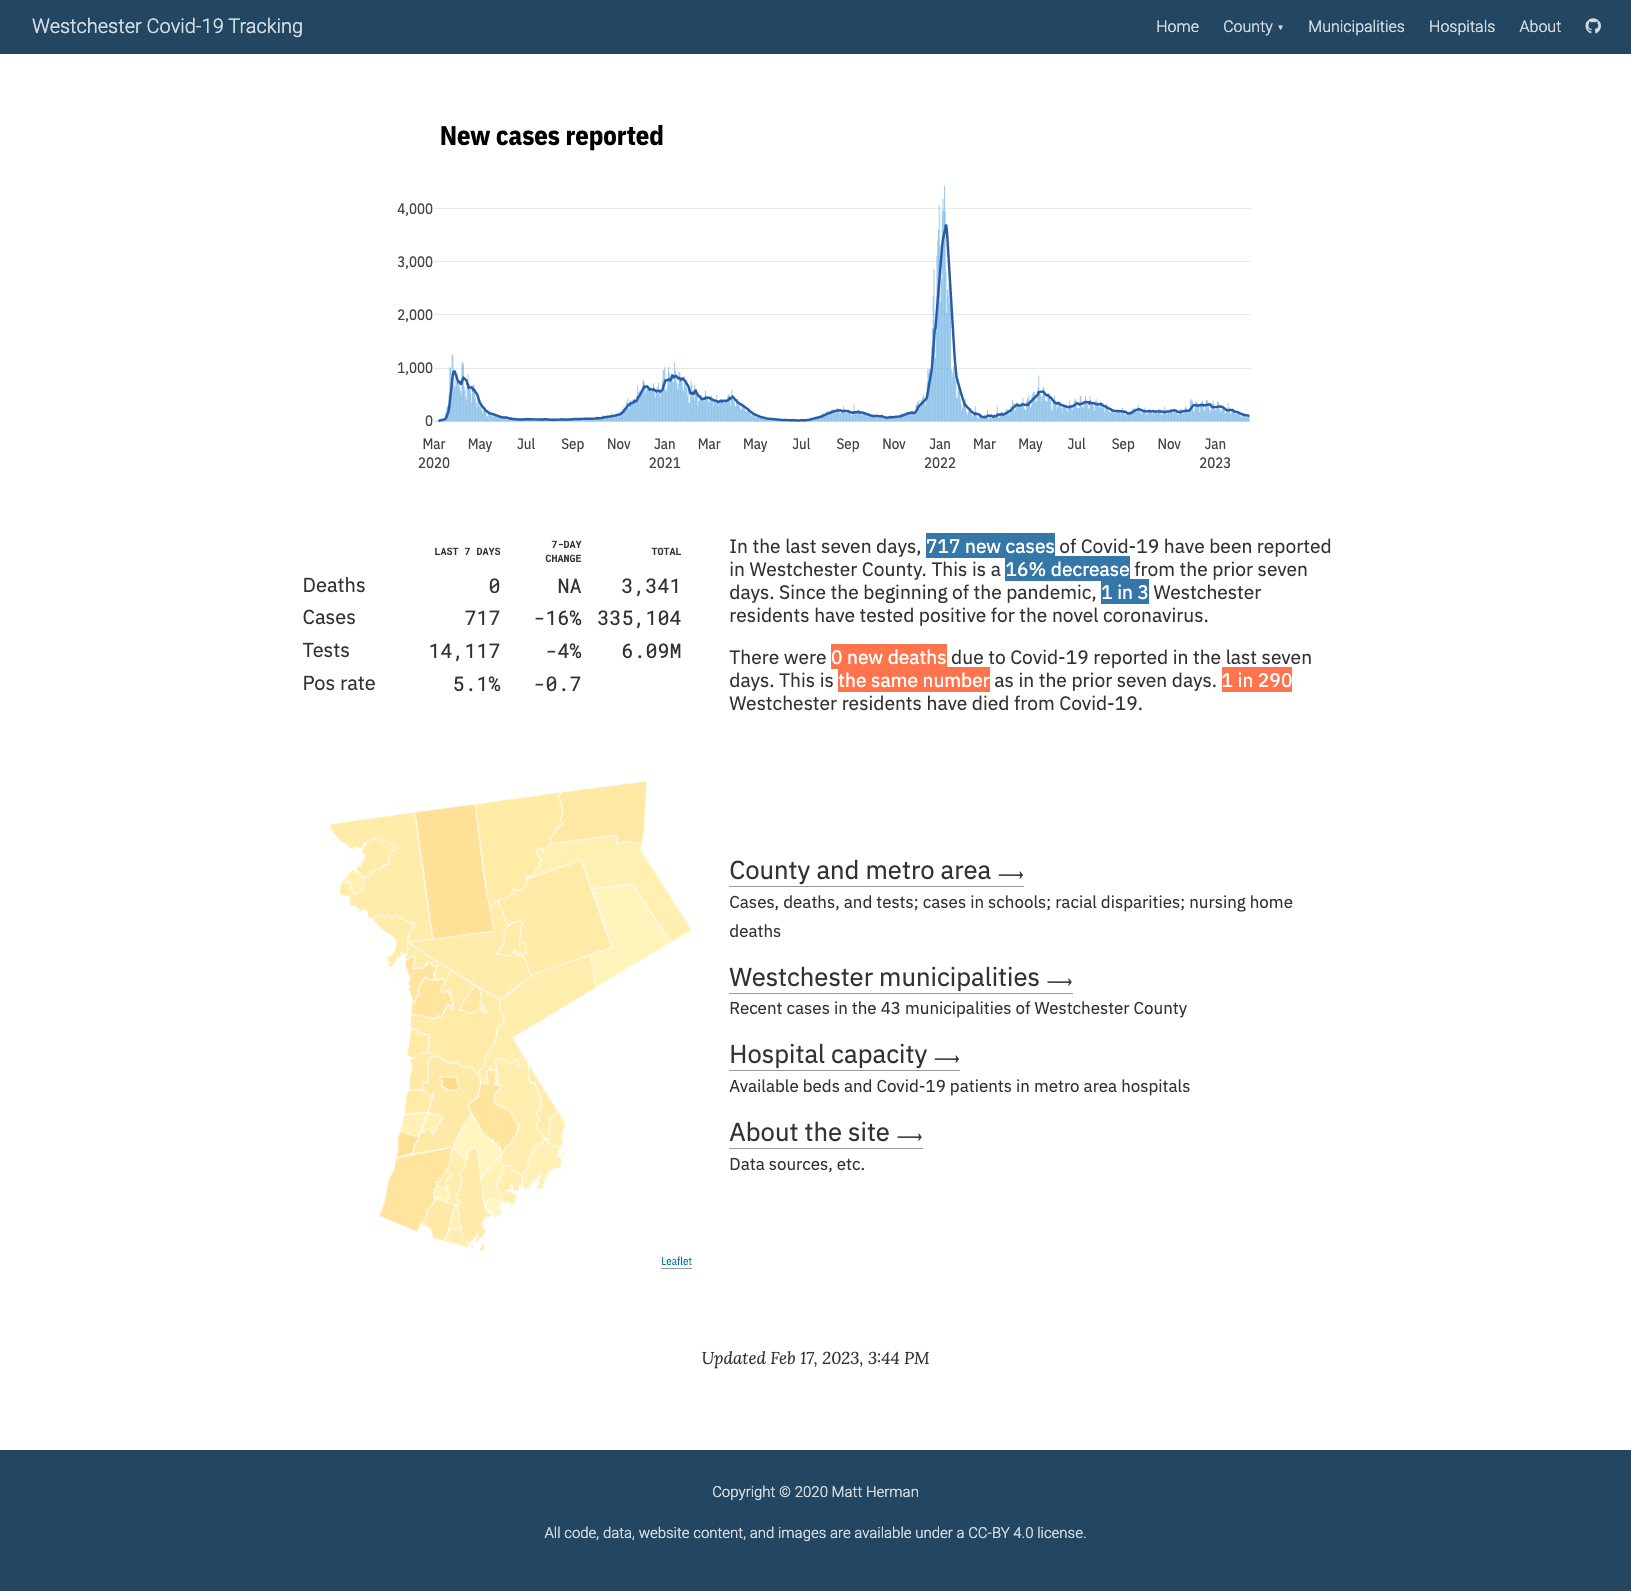 Westchester Covid-19 Tracking
Home County ▾ Municipalities Hospitals About
New cases reported
4,000
3,000
2,000
1,000
0
Mar May Jul Sep Nov Jan Mar May Jul Sep Nov Jan Mar May Jul Sep Nov Jan
2020 2021 2022 2023
LAST 7 DAYS 7-DAY CHANGE TOTAL
Deaths 0 NA 3,341
Cases 717 -16% 335,104
Tests 14,117 -4% 6.09M
Pos rate 5.1% -0.7
In the last seven days, 717 new cases of Covid-19 have been reported
in Westchester County. This is a 16% decrease from the prior seven
days. Since the beginning of the pandemic, 1 in 3 Westchester
residents have tested positive for the novel coronavirus.
There were 0 new deaths due to Covid-19 reported in the last seven
days. This is the same number as in the prior seven days. 1 in 290
Westchester residents have died from Covid-19.
County and metro area ⟶
Cases, deaths, and tests; cases in schools; racial disparities; nursing home
deaths
Westchester municipalities ⟶
Recent cases in the 43 municipalities of Westchester County
Hospital capacity ⟶
Available beds and Covid-19 patients in metro area hospitals
About the site ⟶
Data sources, etc.
Leaflet
Updated Feb 17, 2023, 3:44 PM
Copyright © 2020 Matt Herman
All code, data, website content, and images are available under a CC-BY 4.0 license.